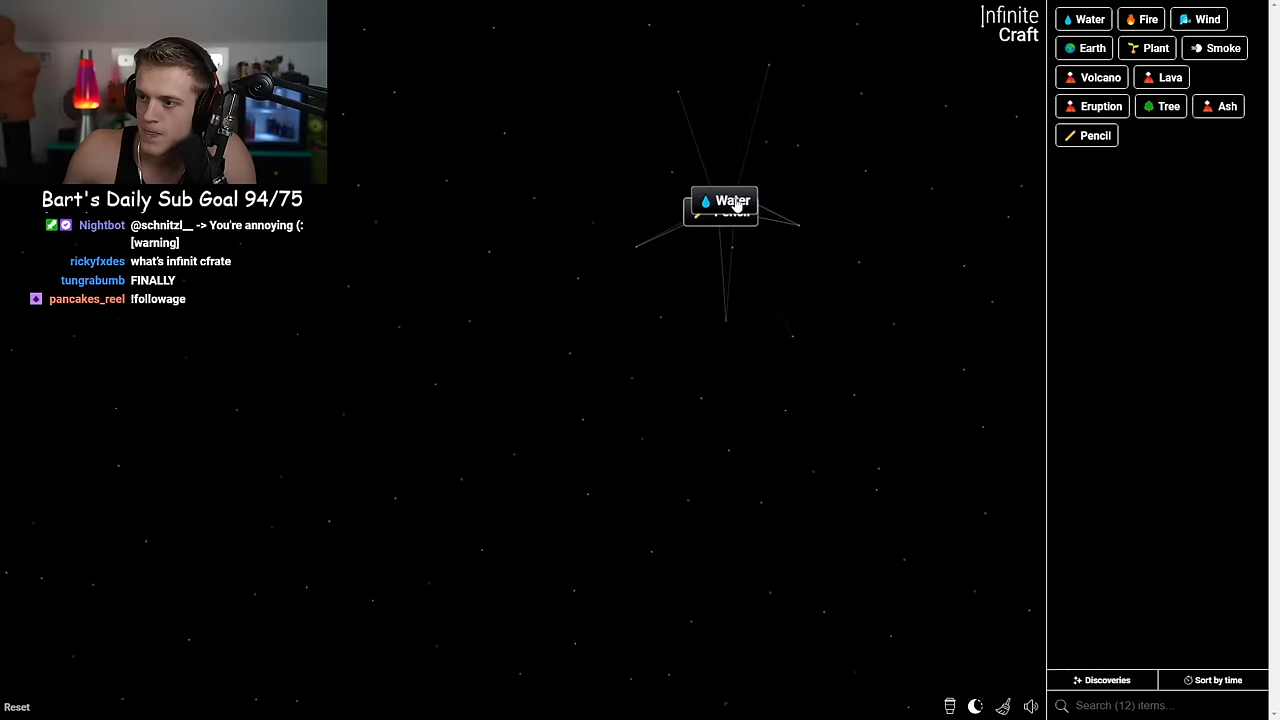 Infinite
Craft
Water
Fire
Wind
Earth
Plant
Smoke
Volcano
Lava
Eruption
Tree
Ash
Pencil
Water
Pencil
Bart's Daily Sub Goal 94/75
Nightbot @schnitzl__ -> You're annoying (:
[warning]
rickyfxdes what's infinit cfrate
tungrabumb FINALLY
pancakes_reel !followage
Reset
Discoveries
Sort by time
Search (12) items...